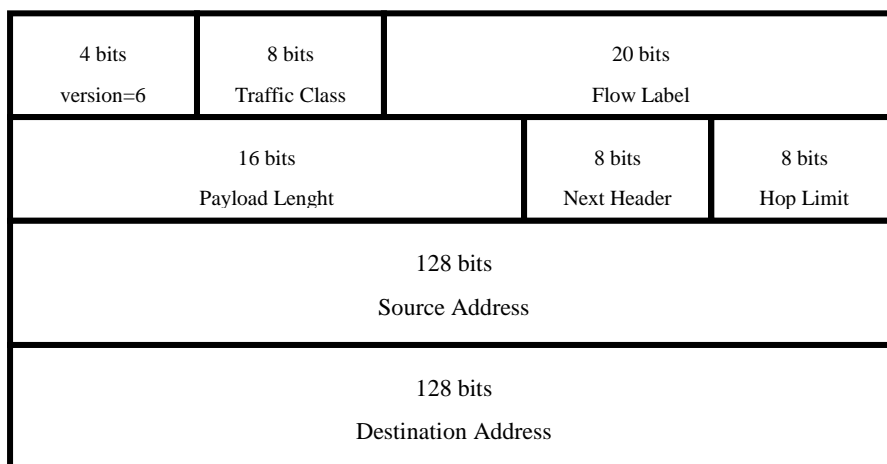 4 bits
version=6
8 bits
Traffic Class
20 bits
Flow Label
16 bits
Payload Lenght
8 bits
Next Header
8 bits
Hop Limit
128 bits
Source Address
128 bits
Destination Address